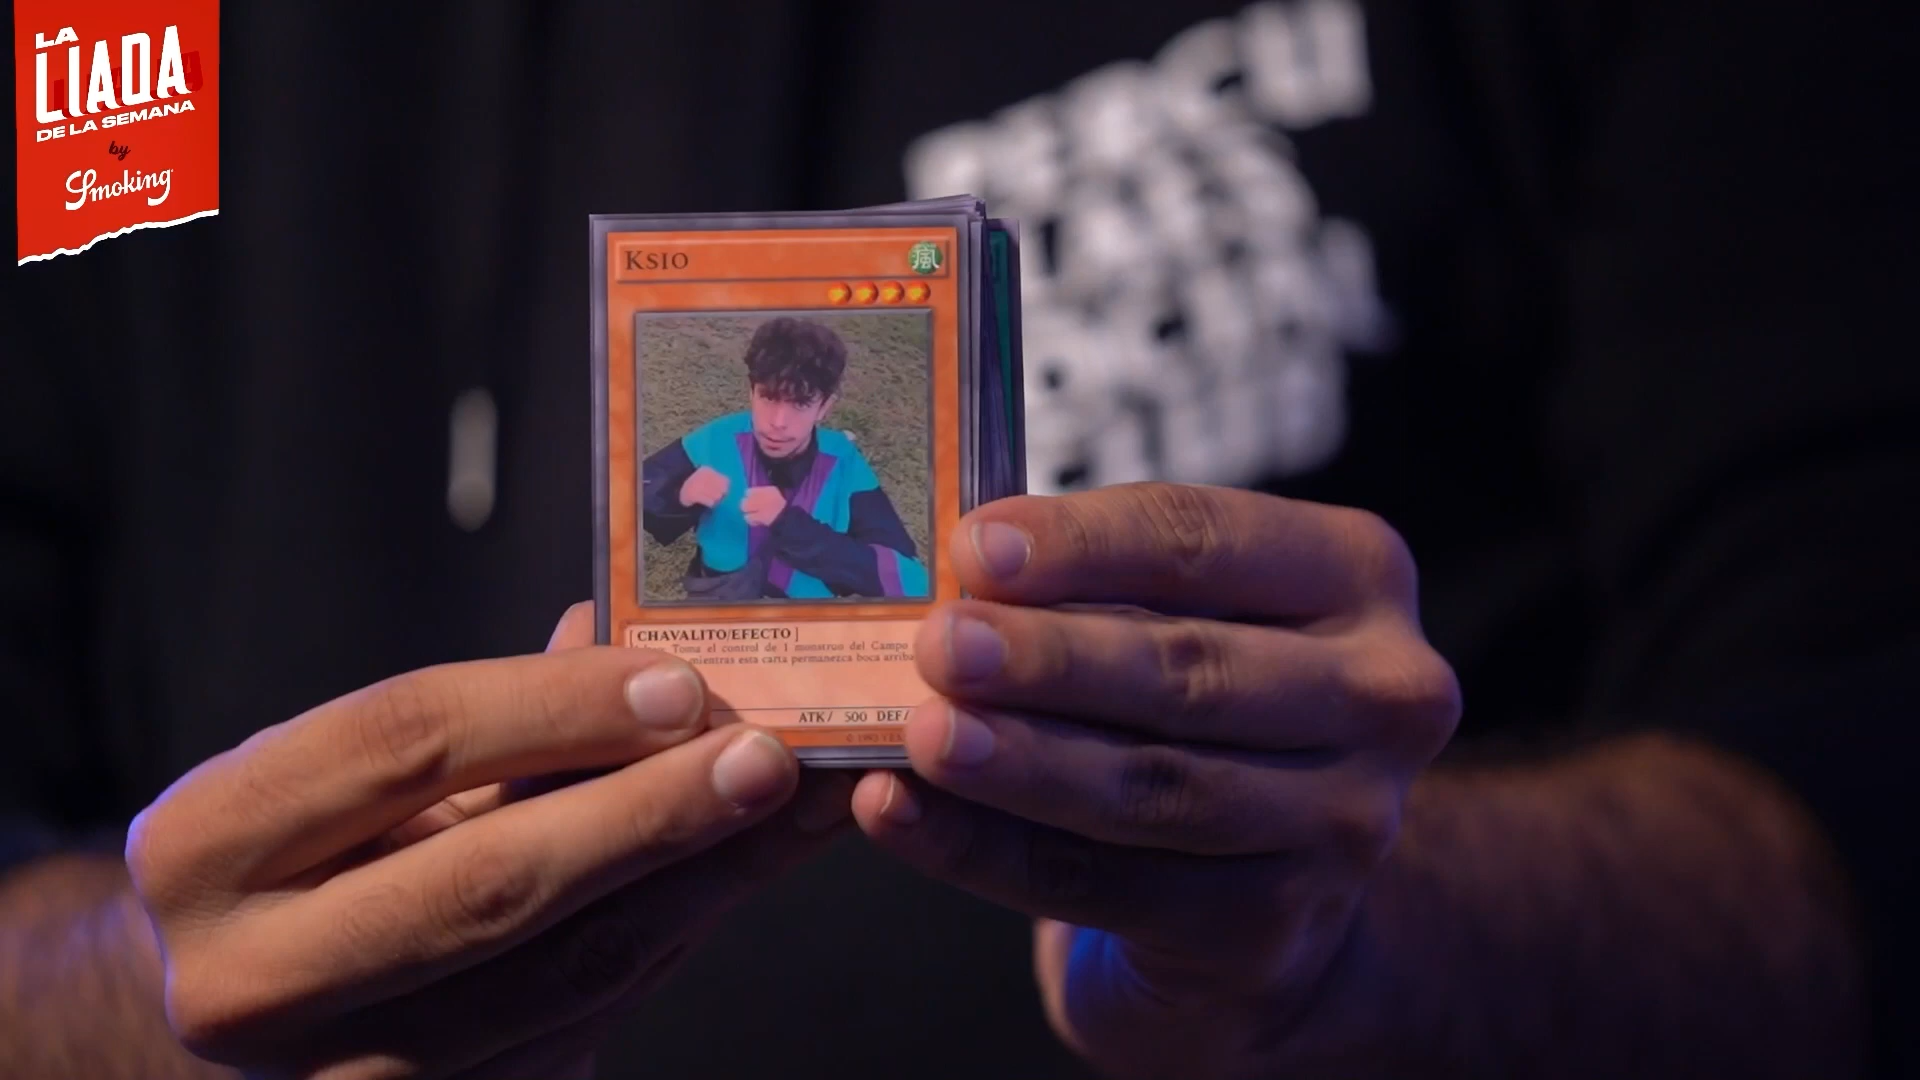 LA
LIADA
DE LA SEMANA
by
Smoking
KSIO
[ CHAVALITO/EFECTO ]
Toma el control de 1 monstruo del Campo
mientras esta carta permanezca boca arriba
ATK/ 500 DEF/